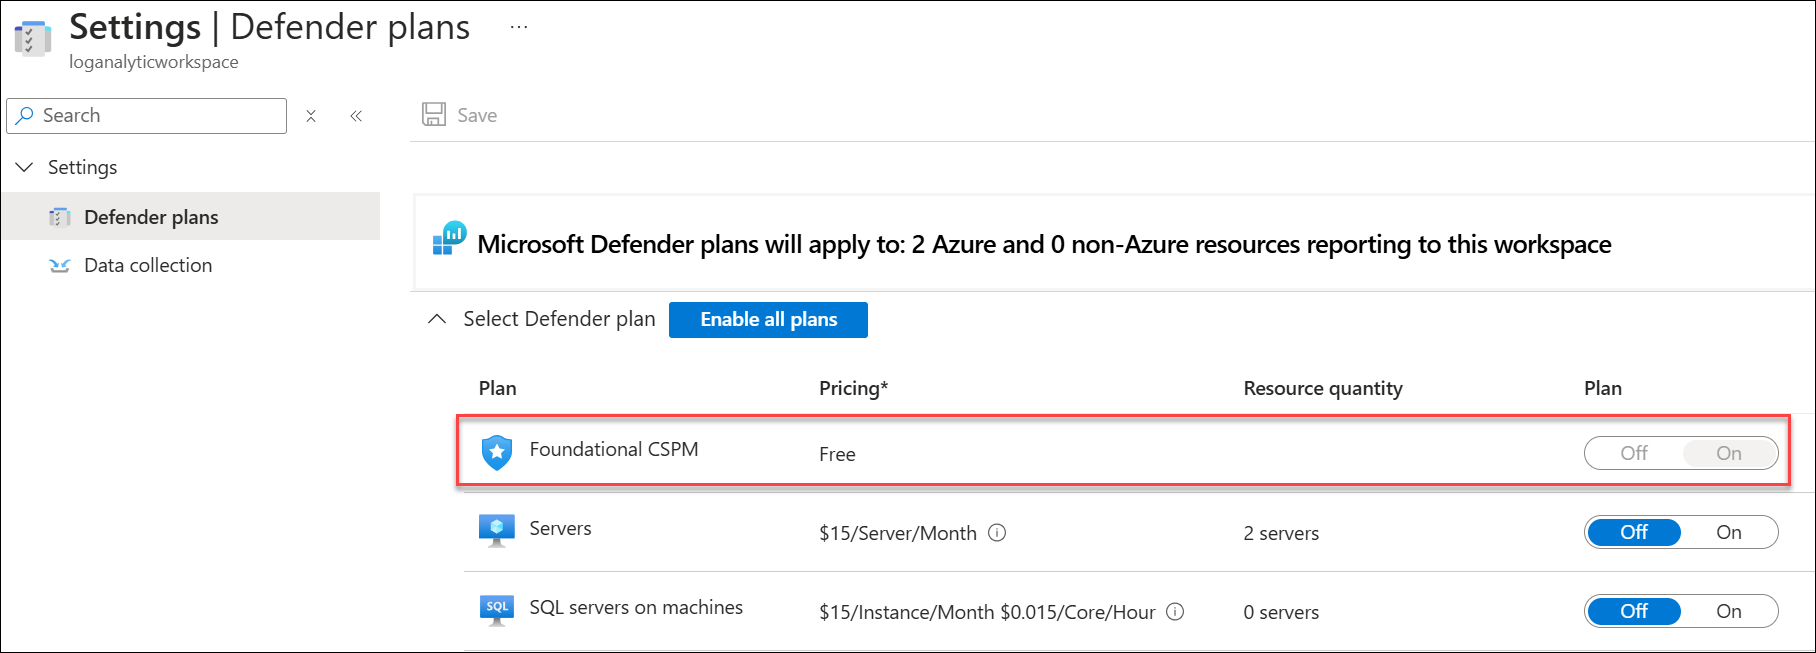 Settings | Defender plans ...
loganalyticworkspace
Search
Save
Settings
Defender plans
Data collection
Microsoft Defender plans will apply to: 2 Azure and 0 non-Azure resources reporting to this workspace
Select Defender plan Enable all plans
Plan Pricing* Resource quantity Plan
Foundational CSPM Free Off On
Servers $15/Server/Month 2 servers Off On
SQL SQL servers on machines $15/Instance/Month $0.015/Core/Hour 0 servers Off On